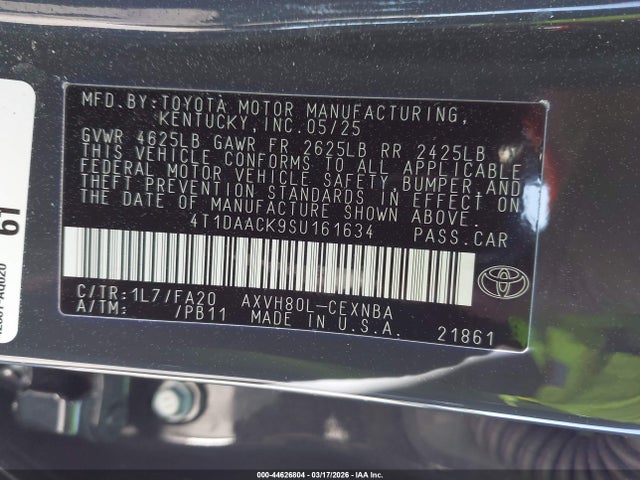 MFD.BY:TOYOTA MOTOR MANUFACTURING,
KENTUCKY,INC.05/25
GVWR 4625LB GAWR FR 2625LB RR 2425LB
THIS VEHICLE CONFORMS TO ALL APPLICABLE
FEDERAL MOTOR VEHICLE SAFETY,BUMPER,AND
THEFT PREVENTION STANDARDS IN EFFECT ON
THE DATE OF MANUFACTURE SHOWN ABOVE.
4T1DAACK9SU161634 PASS.CAR
C/TR:1L7/FA20 AXVH80L-CEXNBA
A/TM: /PB11 MADE IN U.S.A. 21861
61
000-44626804 - 03/17/2026 - IAA Inc.